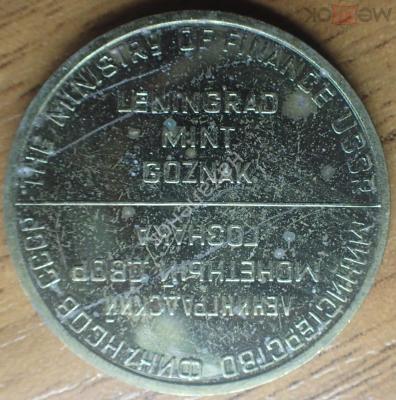 THE MINISTRY OF FINANCE USSR
LENINGRAD
MINT
GOZNAK
ЛЕНИНГРАДСКИЙ
МОНЕТНЫЙ ДВОР
ГОЗНАКА
МИНИСТЕРСТВО ФИНАНСОВ СССР